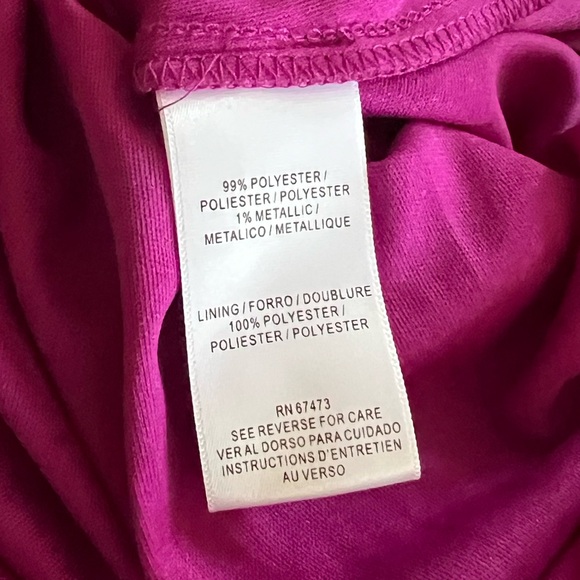 99% POLYESTER /
POLIESTER / POLYESTER
1% METALLIC /
METALICO / METALLIQUE
LINING / FORRO / DOUBLURE
100% POLYESTER /
POLIESTER / POLYESTER
RN 67473
SEE REVERSE FOR CARE
VER AL DORSO PARA CUIDADO
INSTRUCTIONS D'ENTRETIEN
AU VERSO